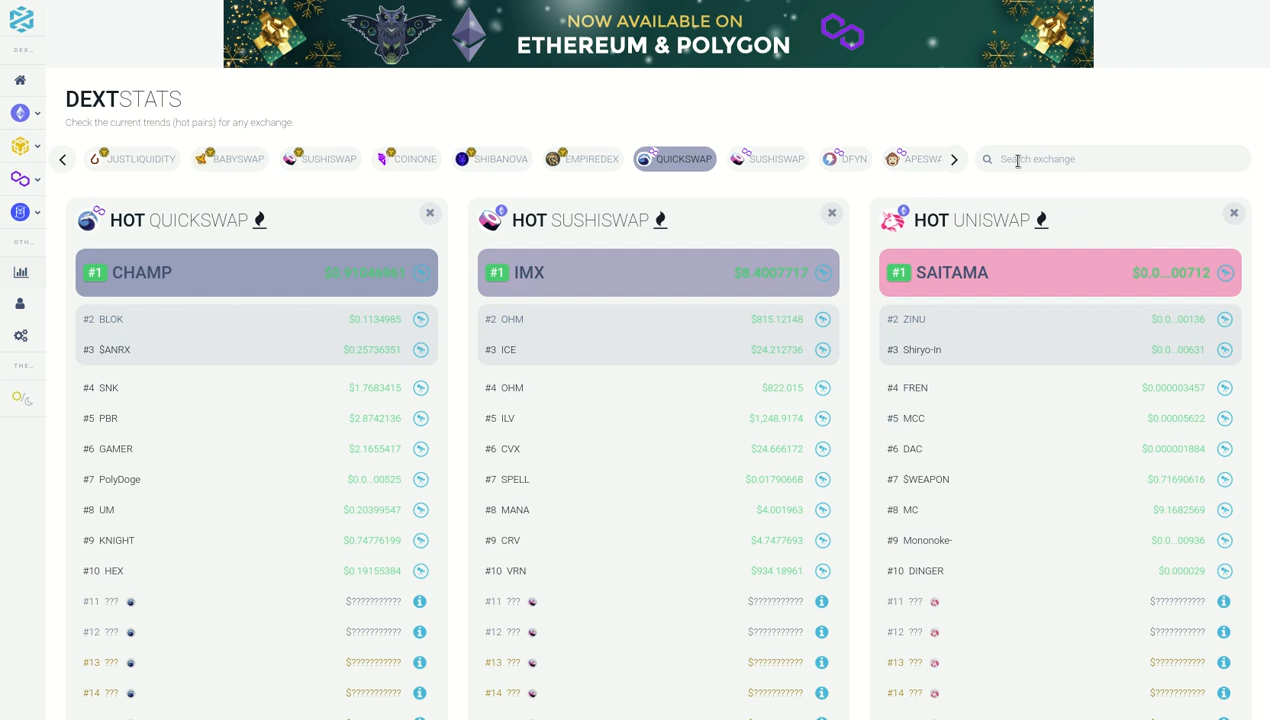 NOW AVAILABLE ON
ETHEREUM & POLYGON
DEX...
DEXTSTATS
Check the current trends (hot pairs) for any exchange.
JUSTLIQUIDITY BABYSWAP SUSHISWAP COINONE SHIBANOVA EMPIREDEX QUICKSWAP SUSHISWAP DFYN APESWA Search exchange
OTH...
THE...
HOT QUICKSWAP
#1 CHAMP
#2 BLOK $0.1134985
#3 $ANRX $0.25736351
#4 SNK $1.7683415
#5 PBR $2.8742136
#6 GAMER $2.1655417
#7 PolyDoge $0.0...00525
#8 UM $0.20399547
#9 KNIGHT $0.74776199
#10 HEX $0.19155384
#11 ??? $???????????
#12 ??? $???????????
#13 ??? $???????????
#14 ??? $???????????
HOT SUSHISWAP
#1 IMX $8.4007717
#2 OHM $815.12148
#3 ICE $24.212736
#4 OHM $822.015
#5 ILV $1,248.9174
#6 CVX $24.666172
#7 SPELL $0.01790668
#8 MANA $4.001963
#9 CRV $4.7477693
#10 VRN $934.18961
#11 ??? $???????????
#12 ??? $???????????
#13 ??? $???????????
#14 ??? $???????????
HOT UNISWAP
#1 SAITAMA $0.0...00712
#2 ZINU $0.0...00136
#3 Shiryo-In $0.0...00631
#4 FREN $0.000003457
#5 MCC $0.00005622
#6 DAC $0.000001884
#7 $WEAPON $0.71690616
#8 MC $9.1682569
#9 Mononoke- $0.0...00936
#10 DINGER $0.000029
#11 ??? $???????????
#12 ??? $???????????
#13 ??? $???????????
#14 ??? $???????????